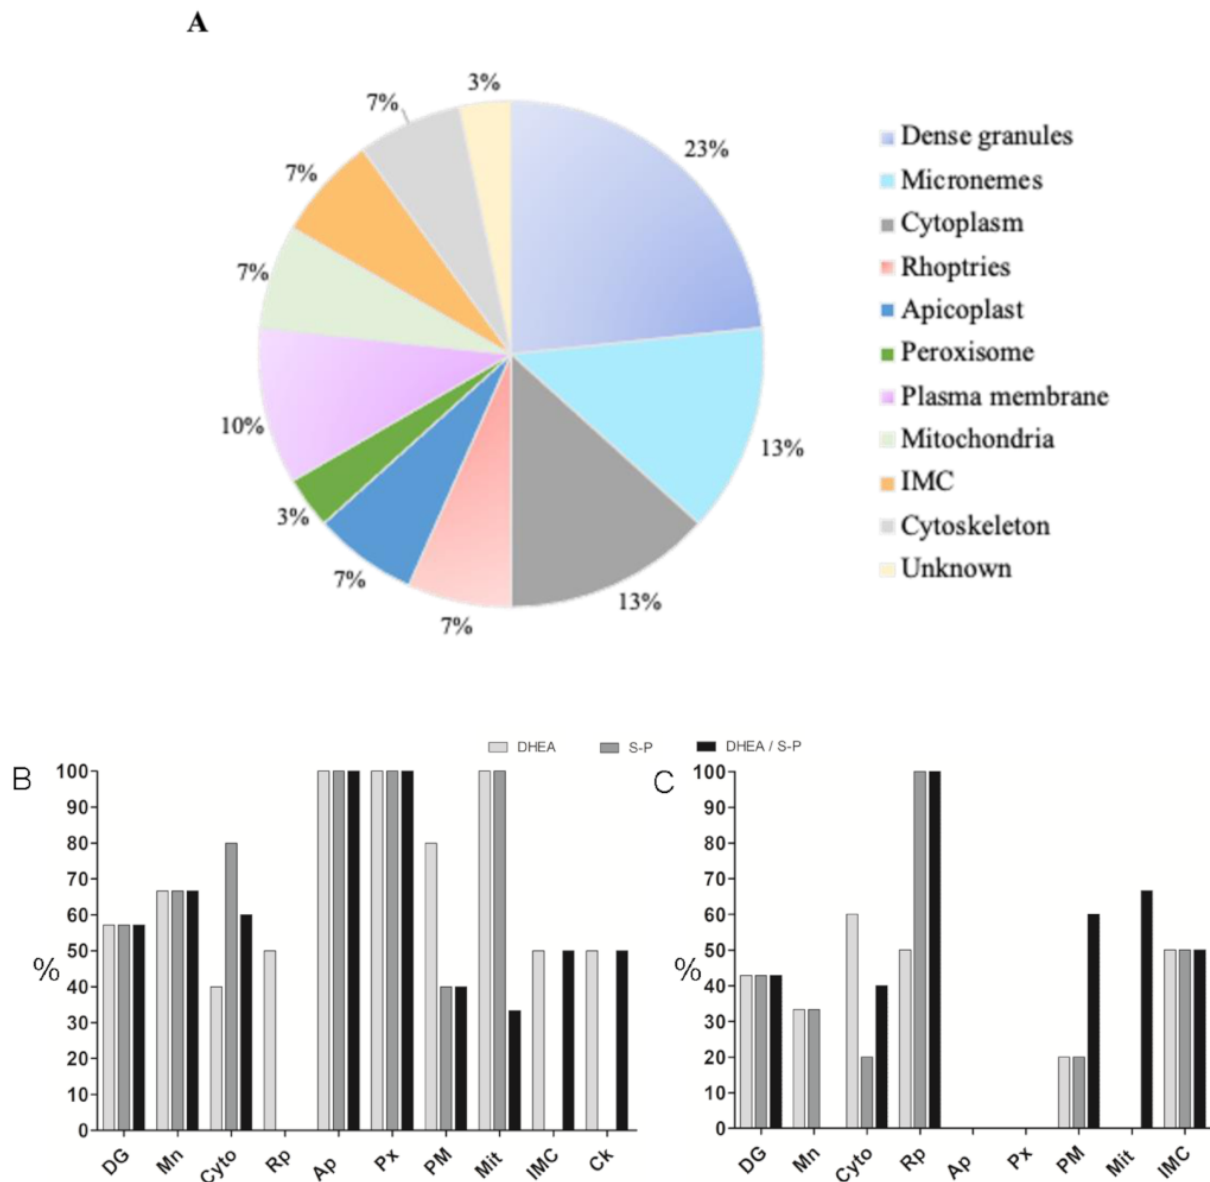 A
3%
7%
23%
7%
7%
10%
13%
3%
7%
13%
7%
Dense granules
Micronemes
Cytoplasm
Rhoptries
Apicoplast
Peroxisome
Plasma membrane
Mitochondria
IMC
Cytoskeleton
Unknown
DHEA S-P DHEA / S-P
B
100
90
80
70
60
50
40
30
20
10
0
%
DG Mn Cyto Rp Ap Px PM Mit IMC Ck
C
100
90
80
70
60
50
40
30
20
10
0
%
DG Mn Cyto Rp Ap Px PM Mit IMC